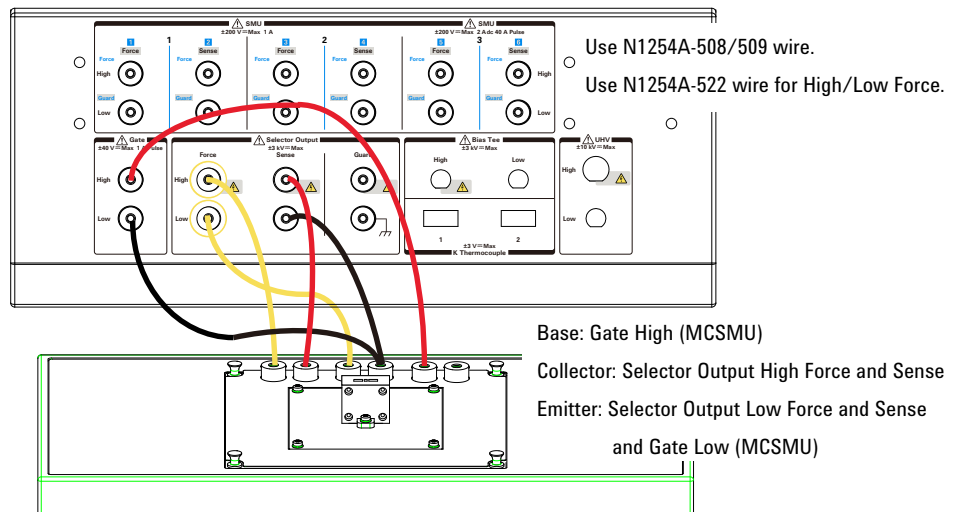 SMU
±200 V⎓Max 1 A
SMU
±200 V⎓Max 2 Adc 40 A Pulse
1 1 2 3 2 4 5 3 6
Force Sense Force Sense Force Sense
Force Force Force Force Force Force
High High
Guard Guard Guard Guard Guard Guard
Low Low
Use N1254A-508/509 wire.
Use N1254A-522 wire for High/Low Force.
Gate
±40 V⎓Max 1 A Pulse
High
Low
Selector Output
±3 kV⎓Max
Force Sense Guard
High
Low
Bias Tee
±3 kV⎓Max
High Low
1 2
±3 V⎓Max
K Thermocouple
UHV
±10 kV⎓Max
High
Low
Base: Gate High (MCSMU)
Collector: Selector Output High Force and Sense
Emitter: Selector Output Low Force and Sense
and Gate Low (MCSMU)